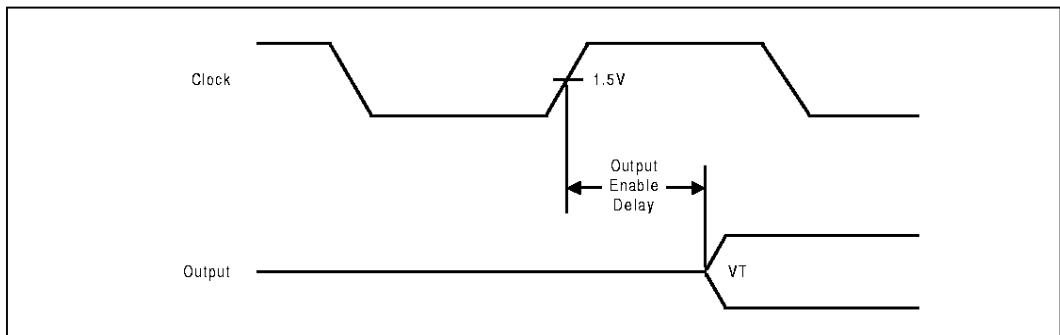 Clock
1.5V
Output
Enable
Delay
Output
VT